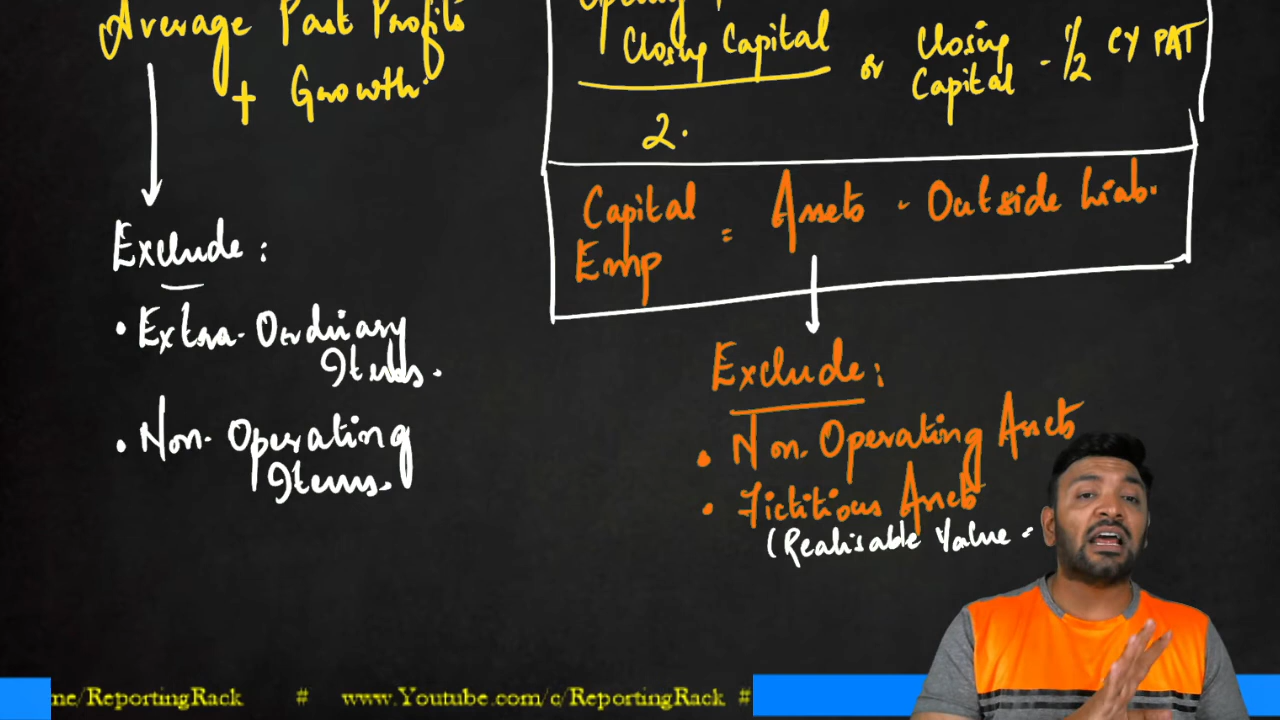 Average Past Profits
+ Growth.
Exclude:
• Extra-Ordinary
Items.
• Non-Operating
Items.
Closing Capital
2.
or
Closing
Capital - 1/2 CY PAT
Capital
Emp = Assets - Outside Liab.
Exclude:
• Non-Operating Assets
• Fictitious Assets
(Realisable Value =
me/ReportingRack # www.Youtube.com/c/ReportingRack #